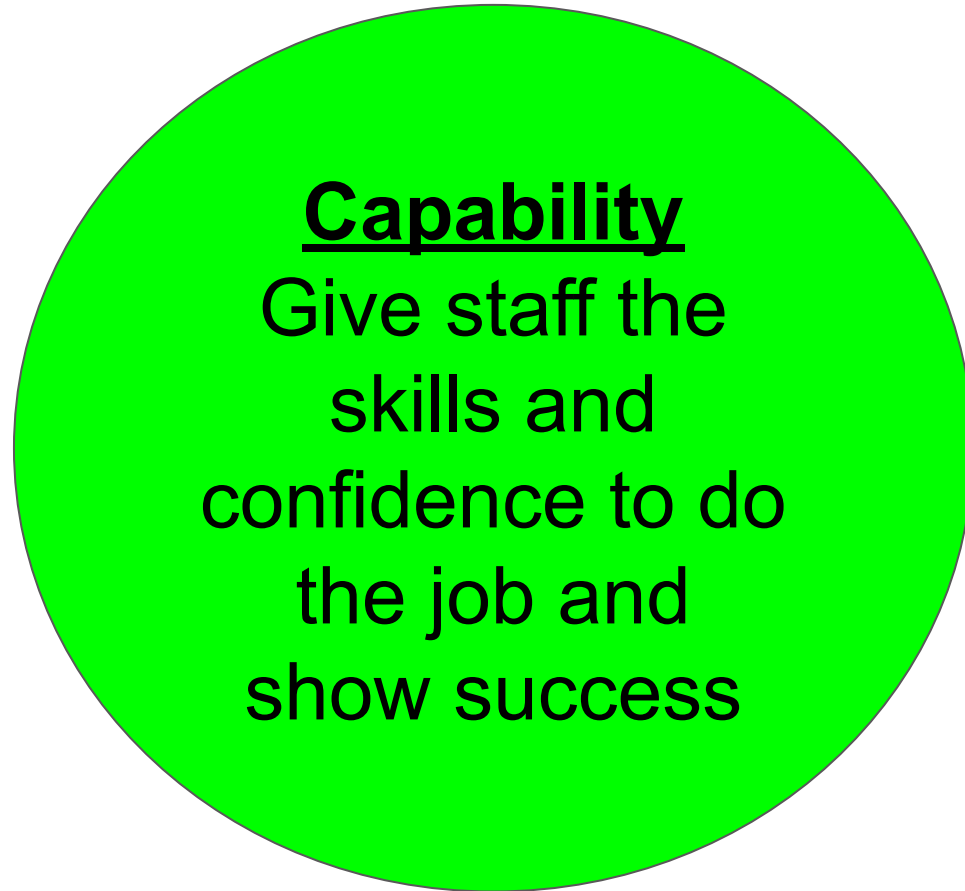 Capability
Give staff the
skills and
confidence to do
the job and
show success